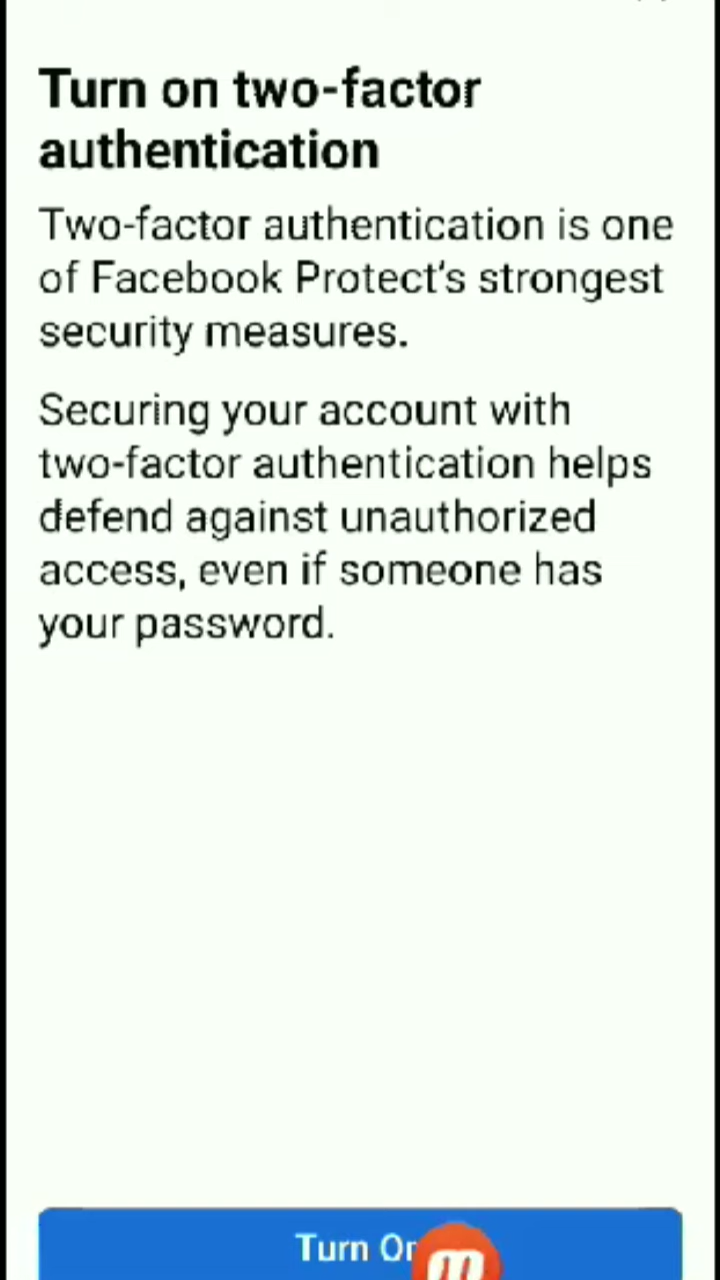 Turn on two-factor
authentication
Two-factor authentication is one
of Facebook Protect's strongest
security measures.
Securing your account with
two-factor authentication helps
defend against unauthorized
access, even if someone has
your password.
Turn On